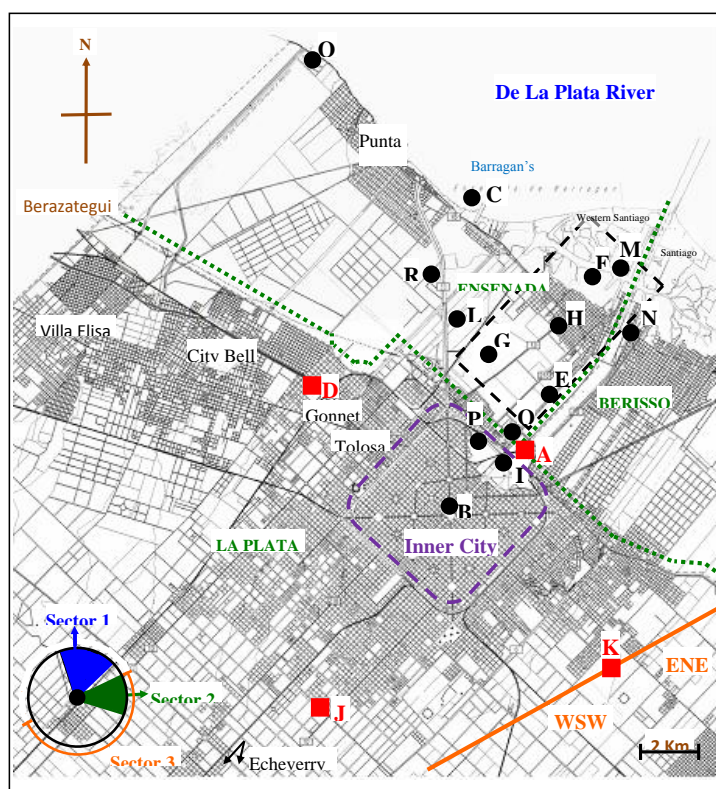 N
O
De La Plata River
Punta
Barragan's
C
Berazategui
Western Santiago
Santiago
M
F
R
ENSENADA
L
H
N
Villa Elisa
City Bell
G
D
E
BERISSO
Gonnet
Tolosa
P
Q
A
I
B
LA PLATA
Inner City
Sector 1
K
ENE
Sector 2
J
WSW
Sector 3
Echeverry
2 Km